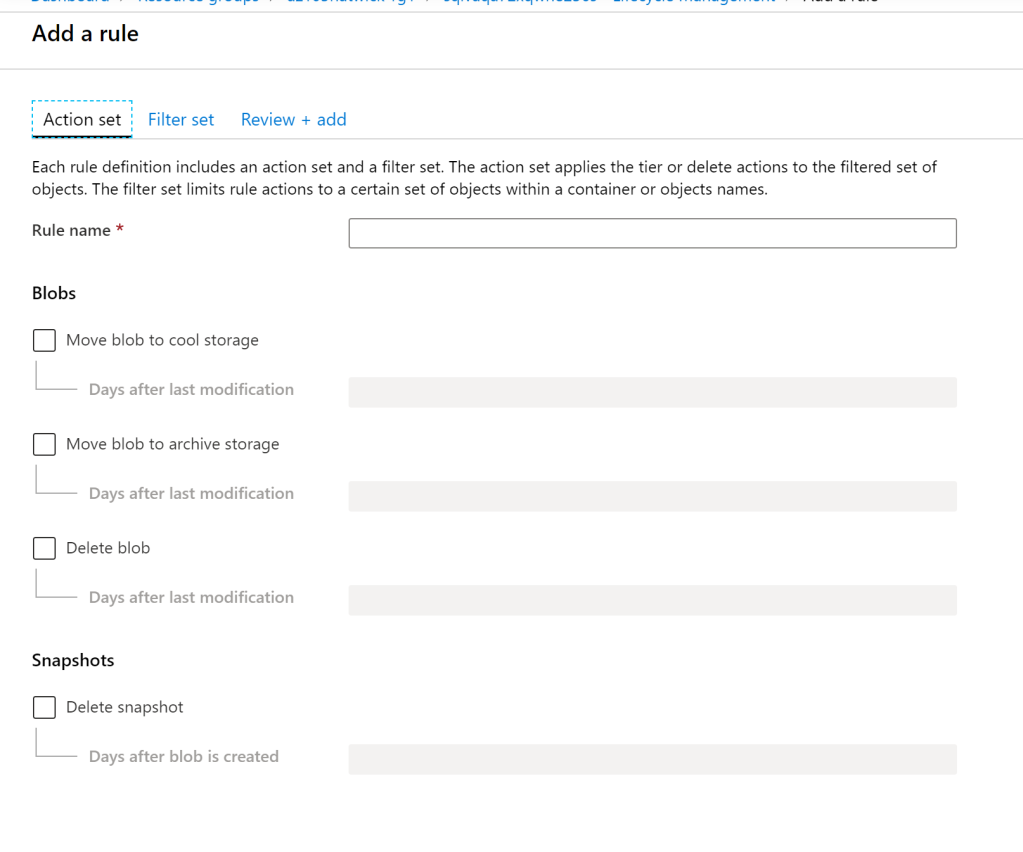 Add a rule
Action set Filter set Review + add
Each rule definition includes an action set and a filter set. The action set applies the tier or delete actions to the filtered set of
objects. The filter set limits rule actions to a certain set of objects within a container or objects names.
Rule name *
Blobs
Move blob to cool storage
Days after last modification
Move blob to archive storage
Days after last modification
Delete blob
Days after last modification
Snapshots
Delete snapshot
Days after blob is created